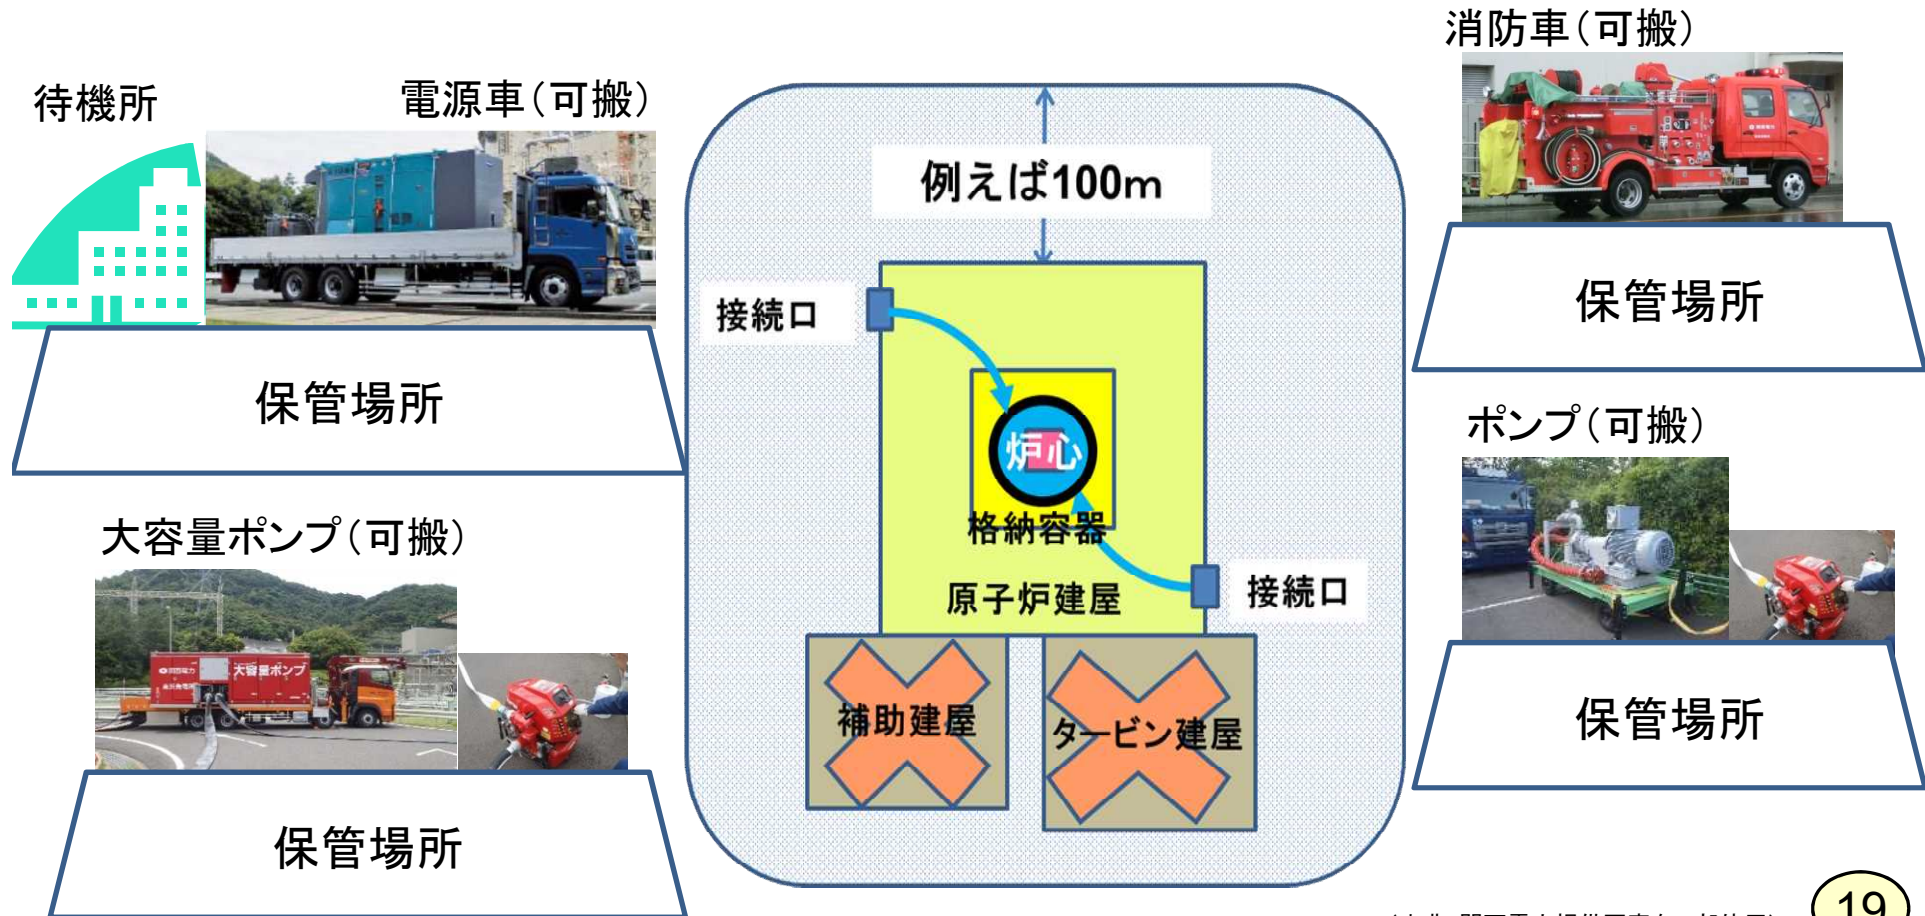 待機所
電源車（可搬）
保管場所
大容量ポンプ（可搬）
大容量ポンプ
保管場所
例えば100m
接続口
炉心
格納容器
原子炉建屋
接続口
補助建屋
タービン建屋
消防車（可搬）
保管場所
ポンプ（可搬）
保管場所
19